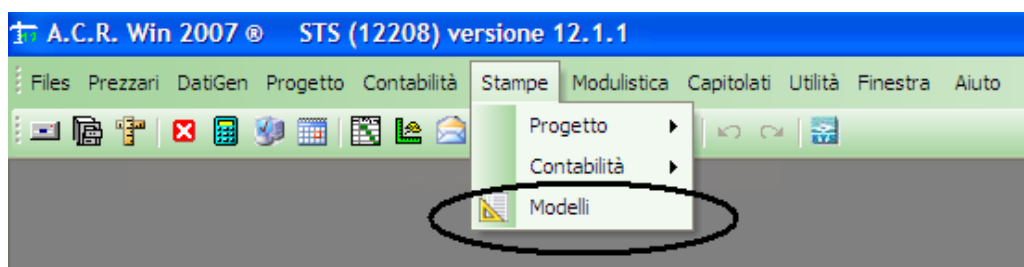 A.C.R. Win 2007 ® STS (12208) versione 12.1.1
Files Prezzari DatiGen Progetto Contabilità Stampe Modulistica Capitolati Utilità Finestra Aiuto
Progetto
Contabilità
Modelli